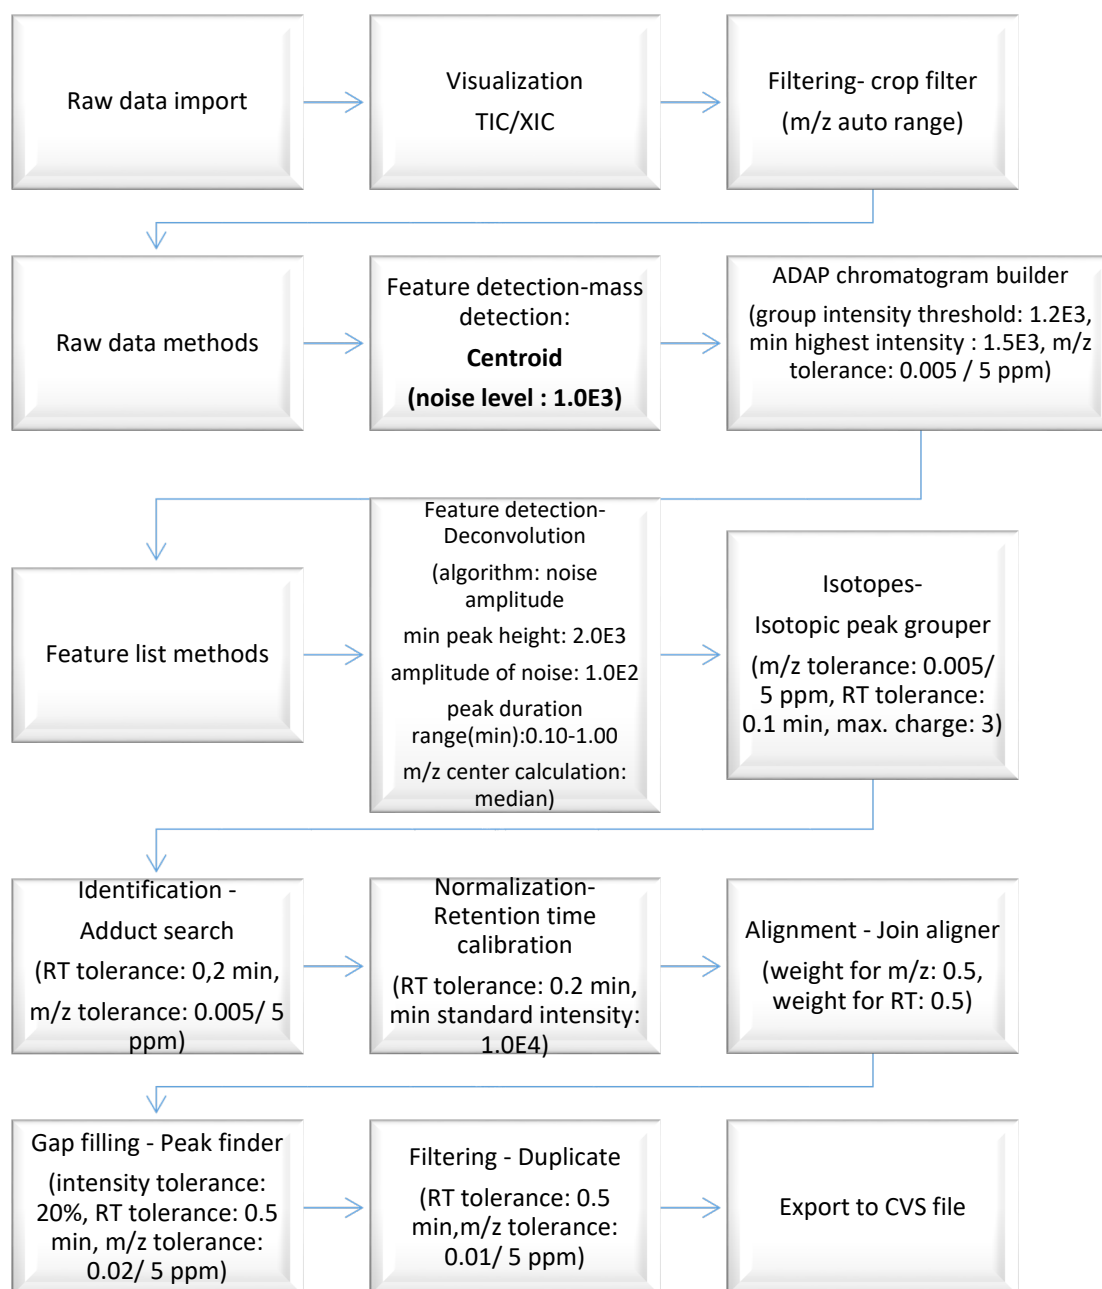 Raw data import
Visualization
TIC/XIC
Filtering- crop filter
(m/z auto range)
Raw data methods
Feature detection-mass
detection:
Centroid
(noise level : 1.0E3)
ADAP chromatogram builder
(group intensity threshold: 1.2E3,
min highest intensity : 1.5E3, m/z
tolerance: 0.005 / 5 ppm)
Feature list methods
Feature detection-
Deconvolution
(algorithm: noise
amplitude
min peak height: 2.0E3
amplitude of noise: 1.0E2
peak duration
range(min):0.10-1.00
m/z center calculation:
median)
Isotopes-
Isotopic peak grouper
(m/z tolerance: 0.005/
5 ppm, RT tolerance:
0.1 min, max. charge: 3)
Identification -
Adduct search
(RT tolerance: 0,2 min,
m/z tolerance: 0.005/ 5
ppm)
Normalization-
Retention time
calibration
(RT tolerance: 0.2 min,
min standard intensity:
1.0E4)
Alignment - Join aligner
(weight for m/z: 0.5,
weight for RT: 0.5)
Gap filling - Peak finder
(intensity tolerance:
20%, RT tolerance: 0.5
min, m/z tolerance:
0.02/ 5 ppm)
Filtering - Duplicate
(RT tolerance: 0.5
min,m/z tolerance:
0.01/ 5 ppm)
Export to CVS file